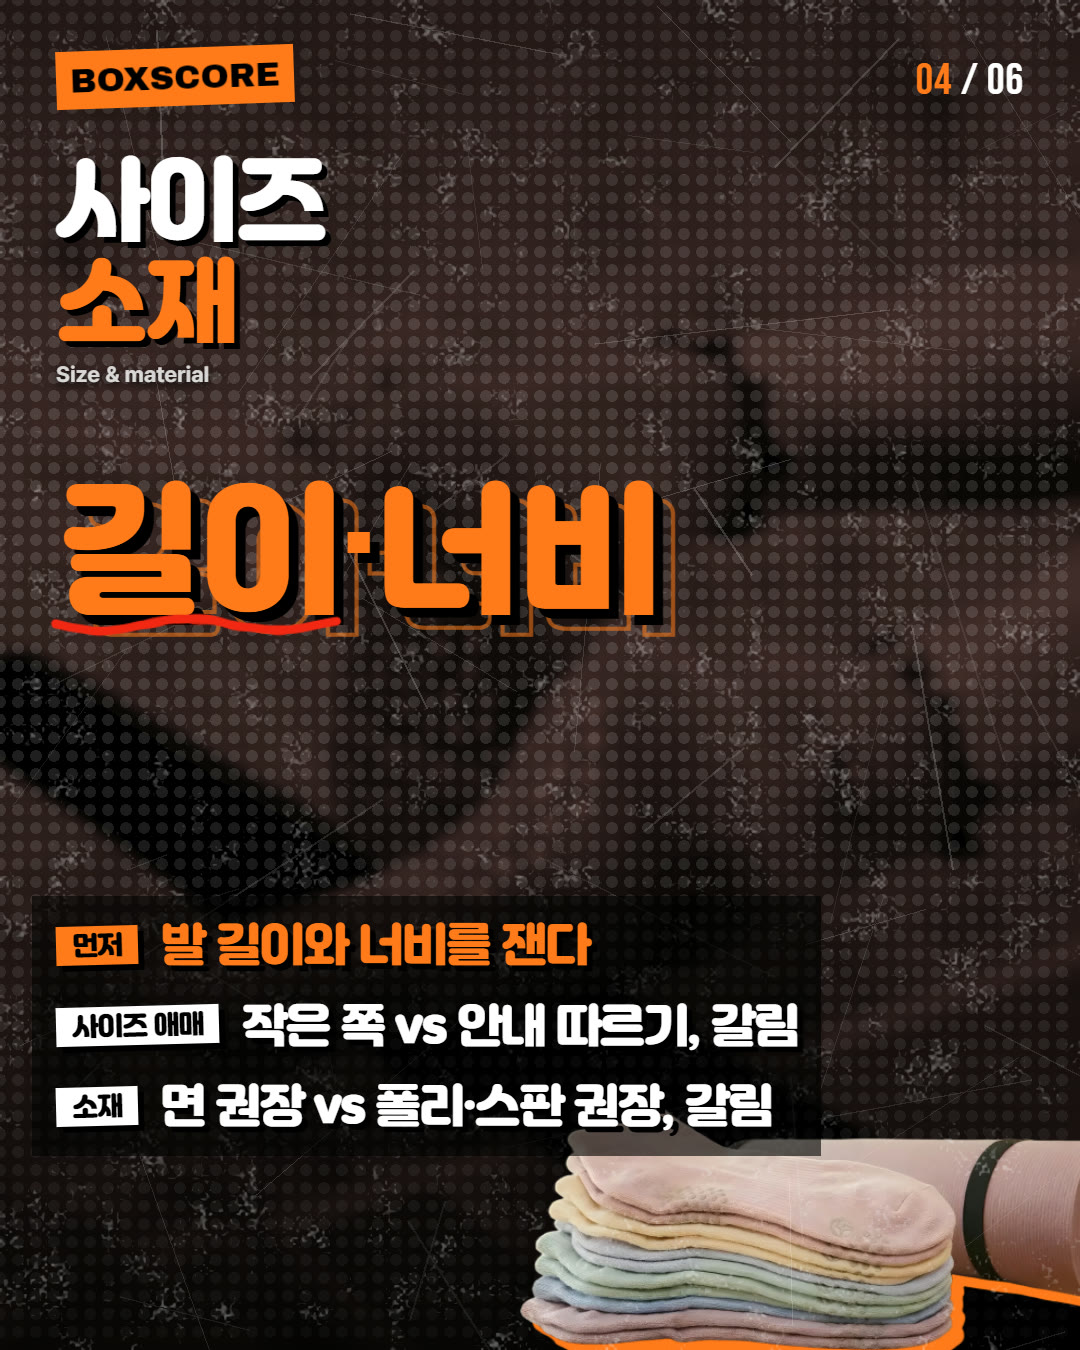 BOXSCORE
04 / 06
사이즈
소재
Size & material
길이·너비
먼저 발 길이와 너비를 잰다
사이즈 애매 작은 쪽 vs 안내 따르기, 갈림
소재 면 권장 vs 폴리·스판 권장, 갈림